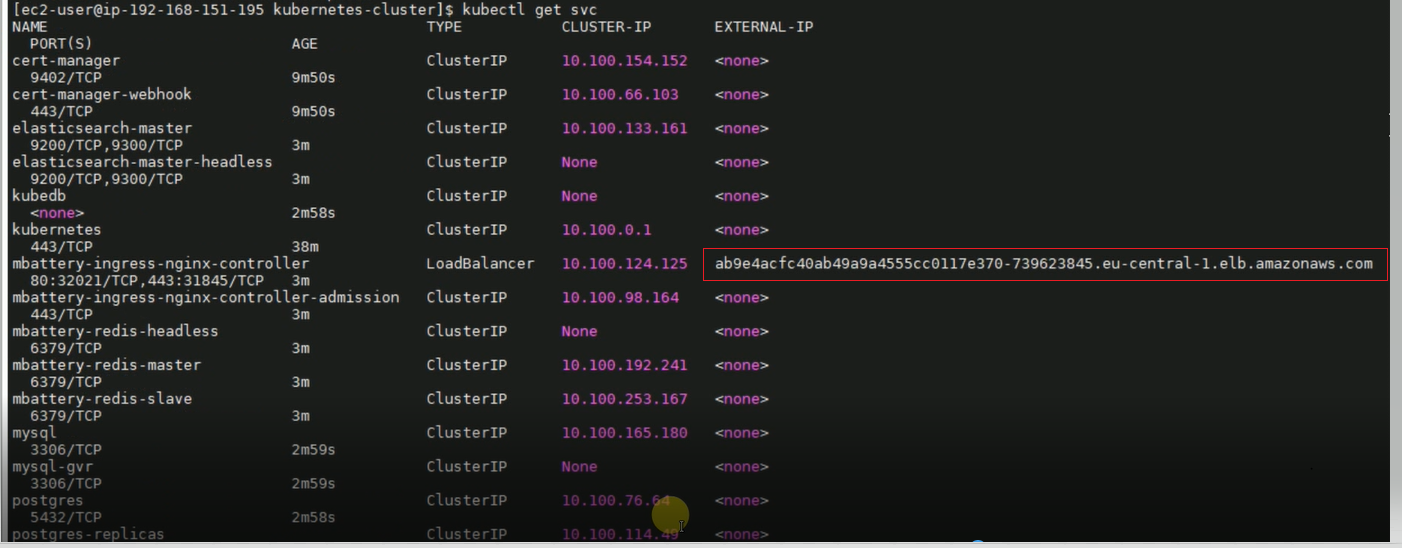 [ec2-user@ip-192-168-151-195 kubernetes-cluster]$ kubectl get svc
NAME TYPE CLUSTER-IP EXTERNAL-IP
PORT(S) AGE
cert-manager ClusterIP 10.100.154.152 <none>
9402/TCP 9m50s
cert-manager-webhook ClusterIP 10.100.66.103 <none>
443/TCP 9m50s
elasticsearch-master ClusterIP 10.100.133.161 <none>
9200/TCP,9300/TCP 3m
elasticsearch-master-headless ClusterIP None <none>
9200/TCP,9300/TCP 3m
kubedb ClusterIP None <none>
<none> 2m58s
kubernetes ClusterIP 10.100.0.1 <none>
443/TCP 38m
mbattery-ingress-nginx-controller LoadBalancer 10.100.124.125 ab9e4acfc40ab49a9a4555cc0117e370-739623845.eu-central-1.elb.amazonaws.com
80:32021/TCP,443:31845/TCP 3m
mbattery-ingress-nginx-controller-admission ClusterIP 10.100.98.164 <none>
443/TCP 3m
mbattery-redis-headless ClusterIP None <none>
6379/TCP 3m
mbattery-redis-master ClusterIP 10.100.192.241 <none>
6379/TCP 3m
mbattery-redis-slave ClusterIP 10.100.253.167 <none>
6379/TCP 3m
mysql ClusterIP 10.100.165.180 <none>
3306/TCP 2m59s
mysql-gvr ClusterIP None <none>
3306/TCP 2m59s
postgres ClusterIP 10.100.76.64 <none>
5432/TCP 2m58s
postgres-replicas ClusterIP 10.100.114.49 <none>